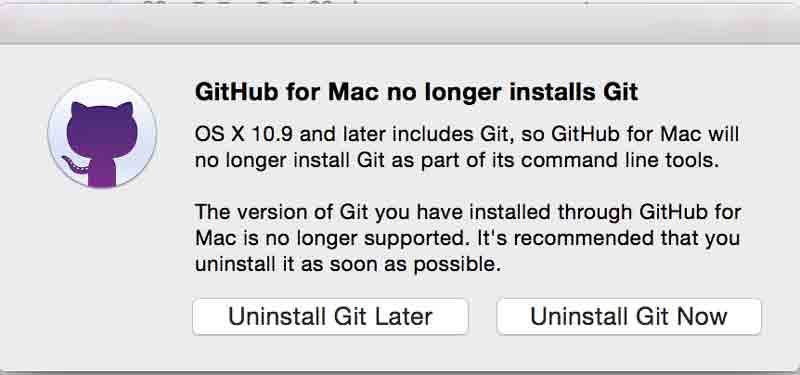 GitHub for Mac no longer installs Git
OS X 10.9 and later includes Git, so GitHub for Mac will
no longer install Git as part of its command line tools.
The version of Git you have installed through GitHub for
Mac is no longer supported. It's recommended that you
uninstall it as soon as possible.
Uninstall Git Later
Uninstall Git Now